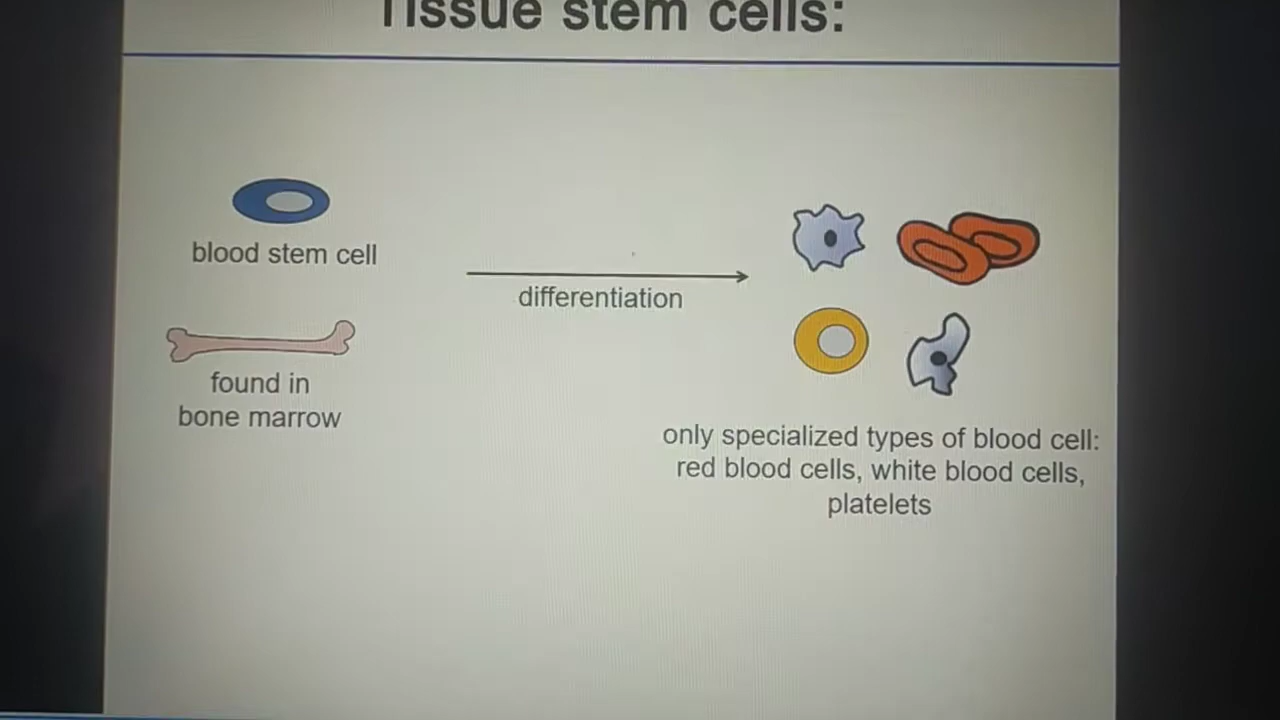 Tissue stem cells:
blood stem cell
differentiation
found in
bone marrow
only specialized types of blood cell:
red blood cells, white blood cells,
platelets